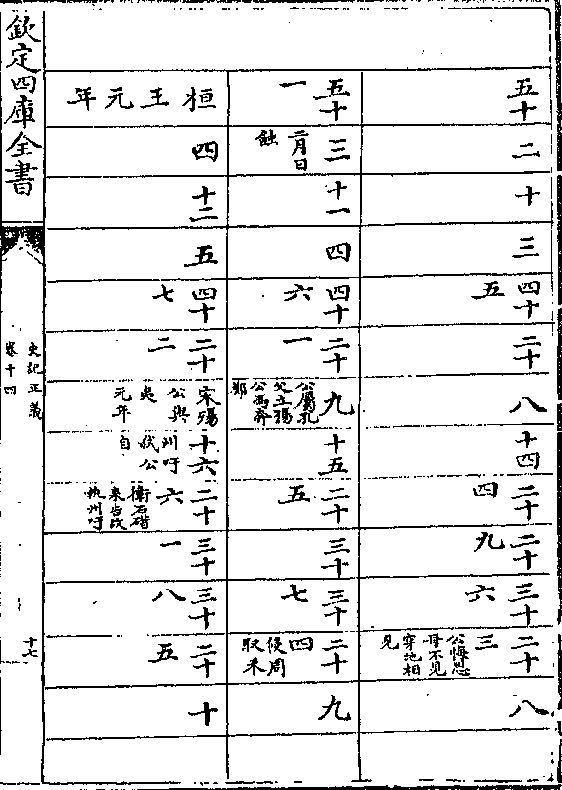 五十
二
十
三
四十五
二十
八
十四
二十四
二十九
三十六
二十三
公悔思
母不見
穿地相
見
八
五十一
三
二月日
蝕
十一
四
四十六
二十一
九
公屬孔
父立殤
公馮奔
鄭
十五
二十五
三十
三十七
二十四
侵周
取禾
九
桓王元年
四
十二
五
四十七
二十二
宋殤
公與
夷
元年
十六
州吁
弒公
自
二十六
衛石碏
來告故
執州吁
三十一
三十八
二十五
十
欽定四庫全書
史記正義
卷十四
十七